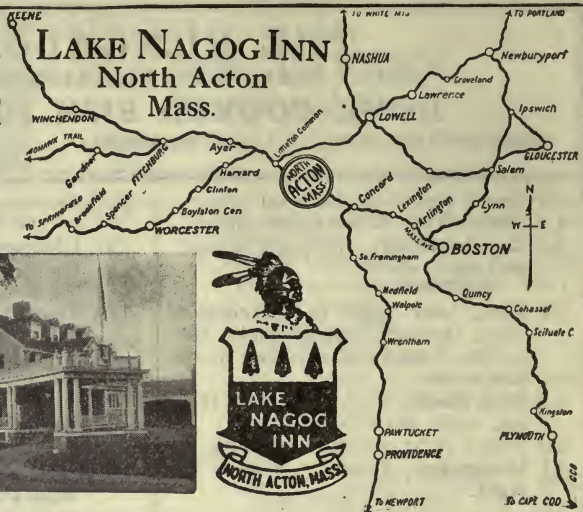 LAKE NAGOG INN
North Acton
Mass.
KEENE
TO WHITE MTS
TO PORTLAND
NASHUA
Newburyport
Groveland
Lawrence
Ipswich
WINCHENDON
LOWELL
GLOUCESTER
MOHAWK TRAIL
Gardner
FITCHBURG
Ayer
Littleton Common
Harvard
NORTH
ACTON
MASS
Salem
Clinton
Concord
Lexington
Arlington
Lynn
N
W
E
TO SPRINGFIELD
Brookfield
Spencer
Boylston Cen
WORCESTER
MASS AVE
BOSTON
So. Framingham
Medfield
Walpole
Quincy
Cohasset
Scituate C.
Wrentham
LAKE
NAGOG
INN
NORTH ACTON, MASS.
Kingston
PLYMOUTH
PAWTUCKET
PROVIDENCE
GCB
To NEWPORT
To CAPE COD